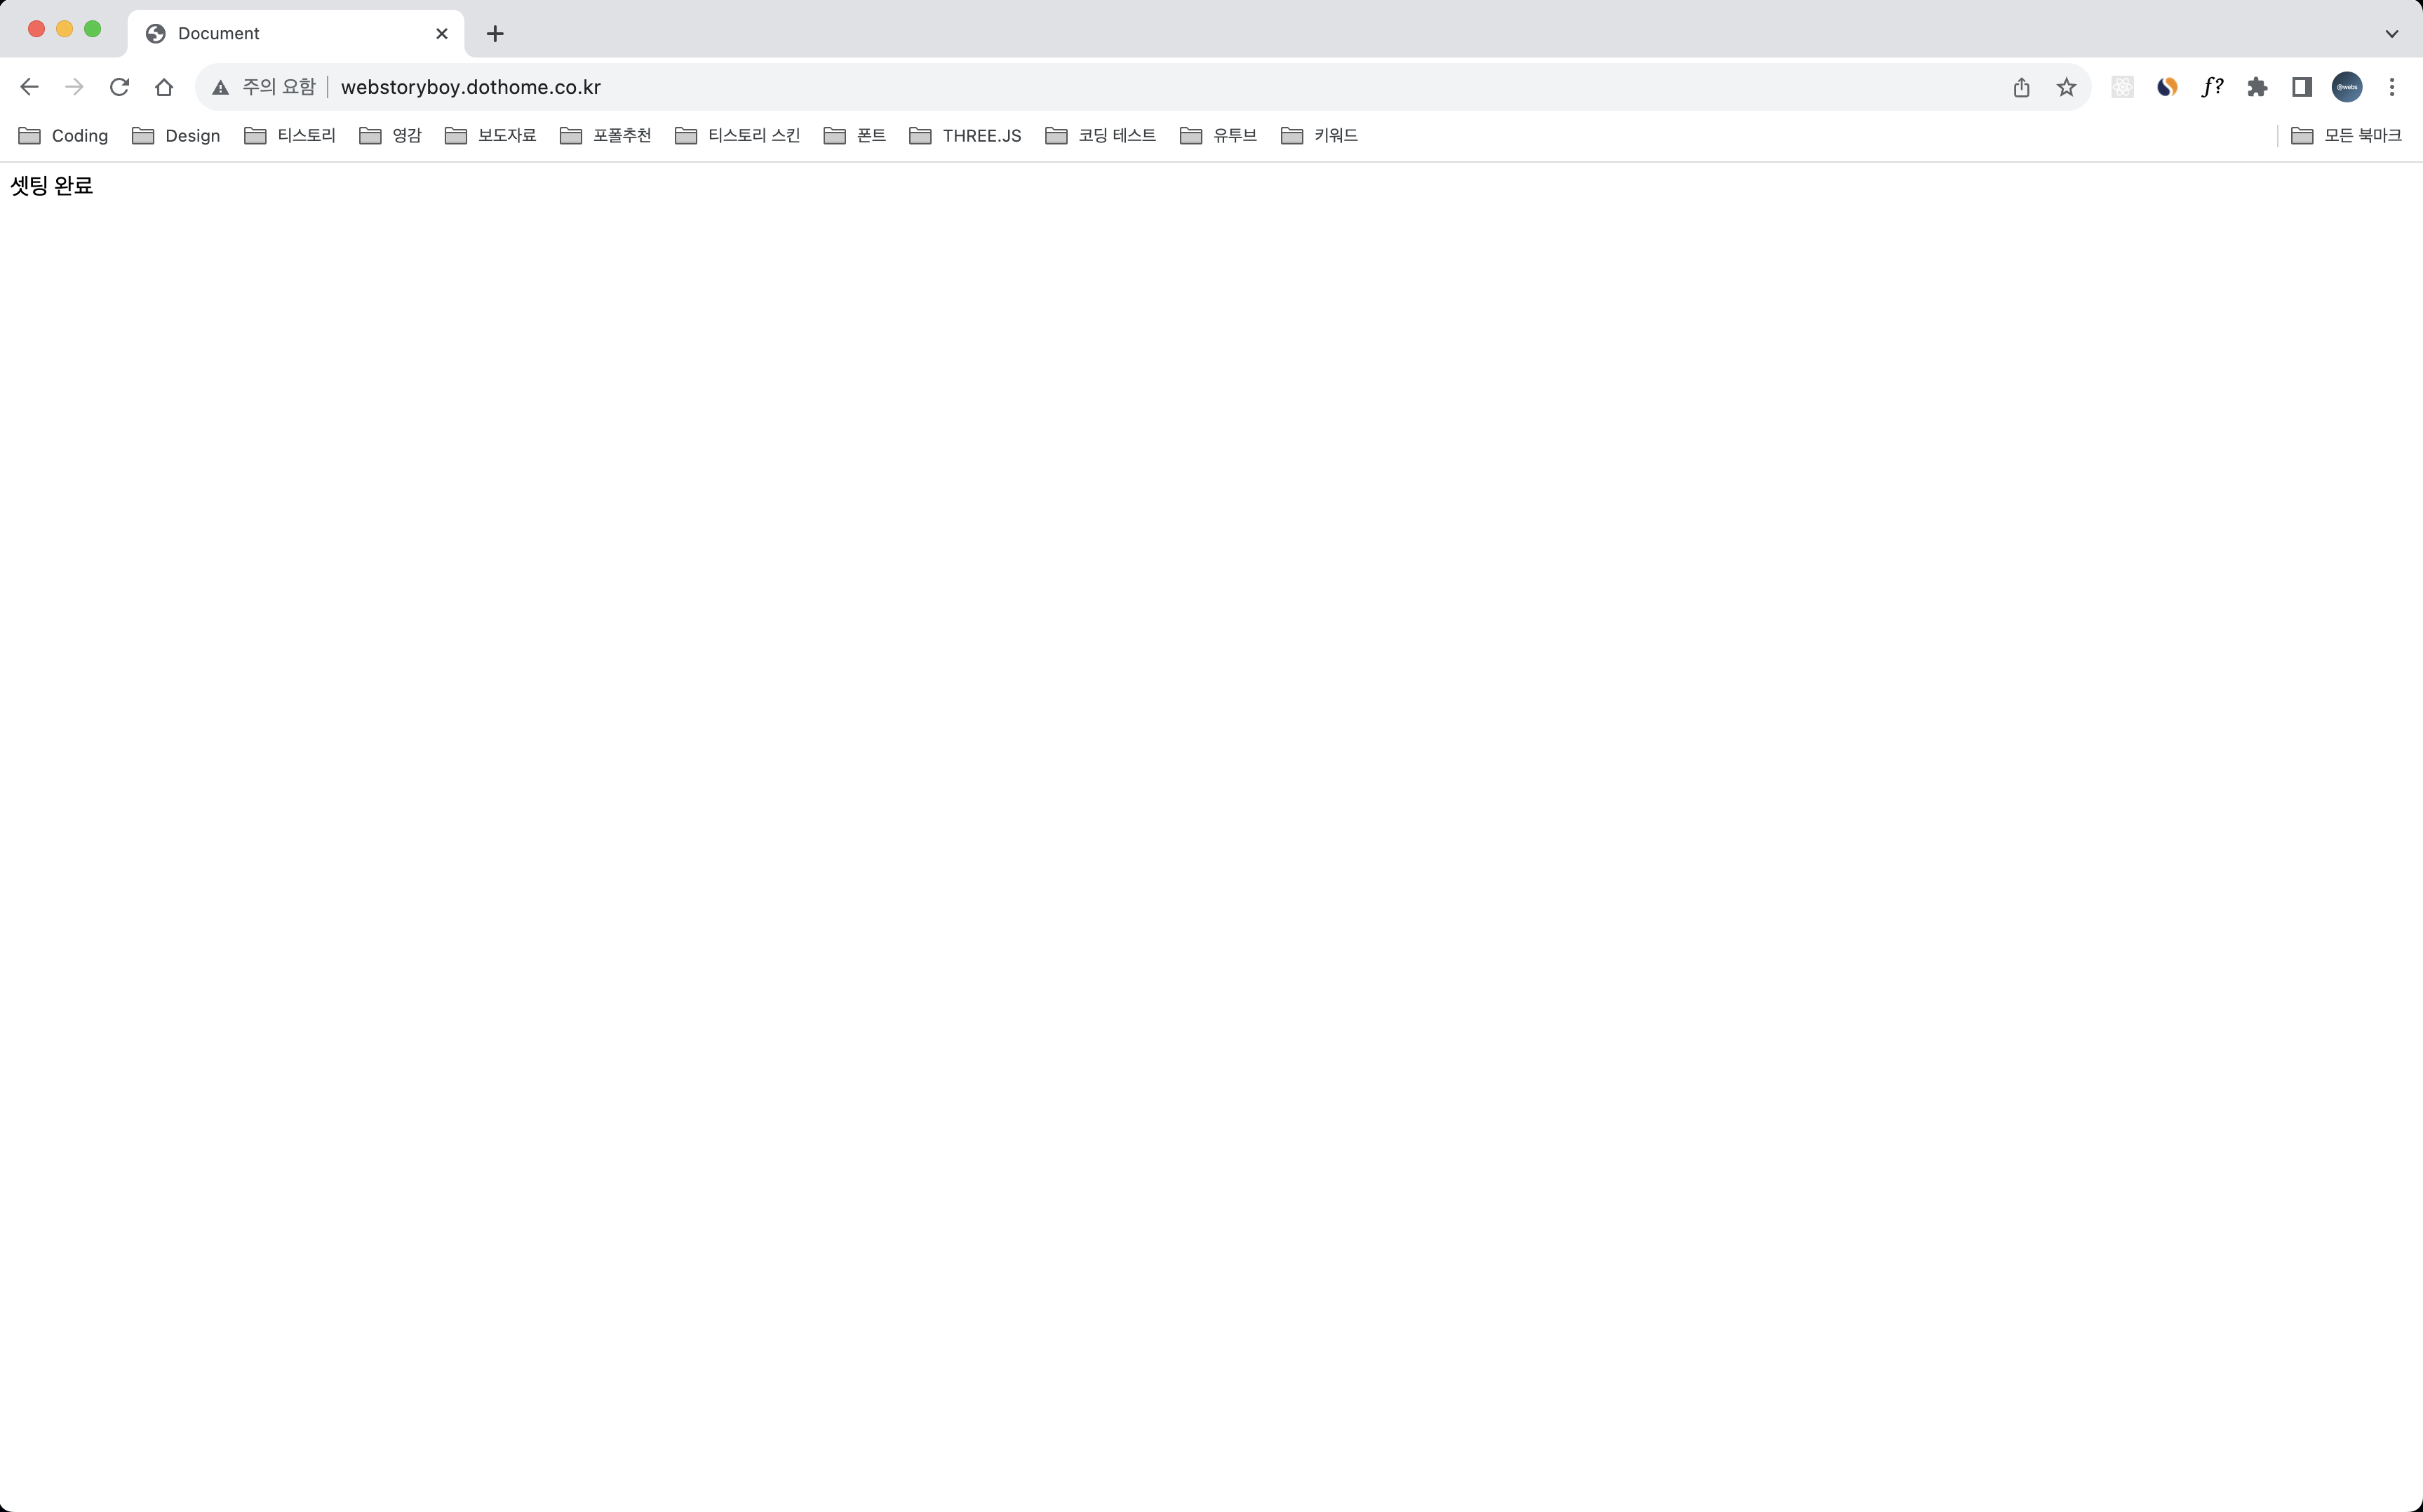 Document
주의 요함 webstoryboy.dothome.co.kr f? @webs
Coding Design 티스토리 영감 보도자료 포폴추천 티스토리 스킨 폰트 THREE.JS 코딩 테스트 유투브 키워드 모든 북마크
셋팅 완료